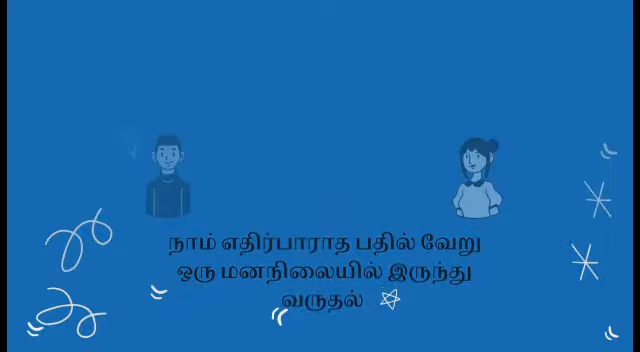 நாம் எதிர்பாராத பதில் வேறு
ஒரு மனநிலையில் இருந்து
வருதல்